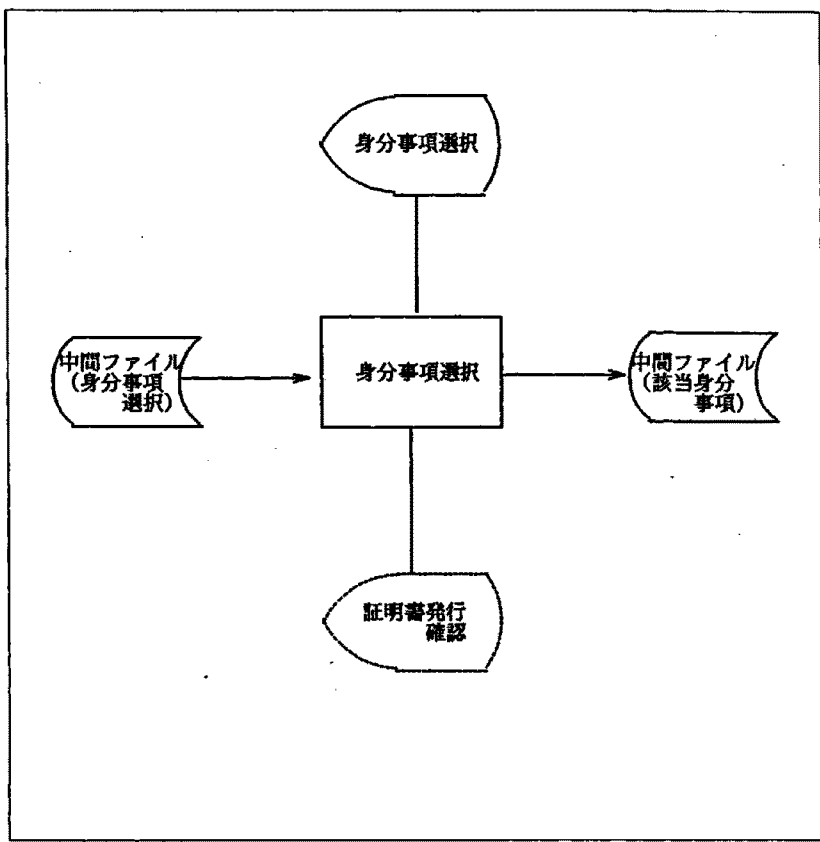 身分事項選択
中間ファイル
(身分事項
選択)
身分事項選択
中間ファイル
(該当身分
事項)
証明書発行
確認